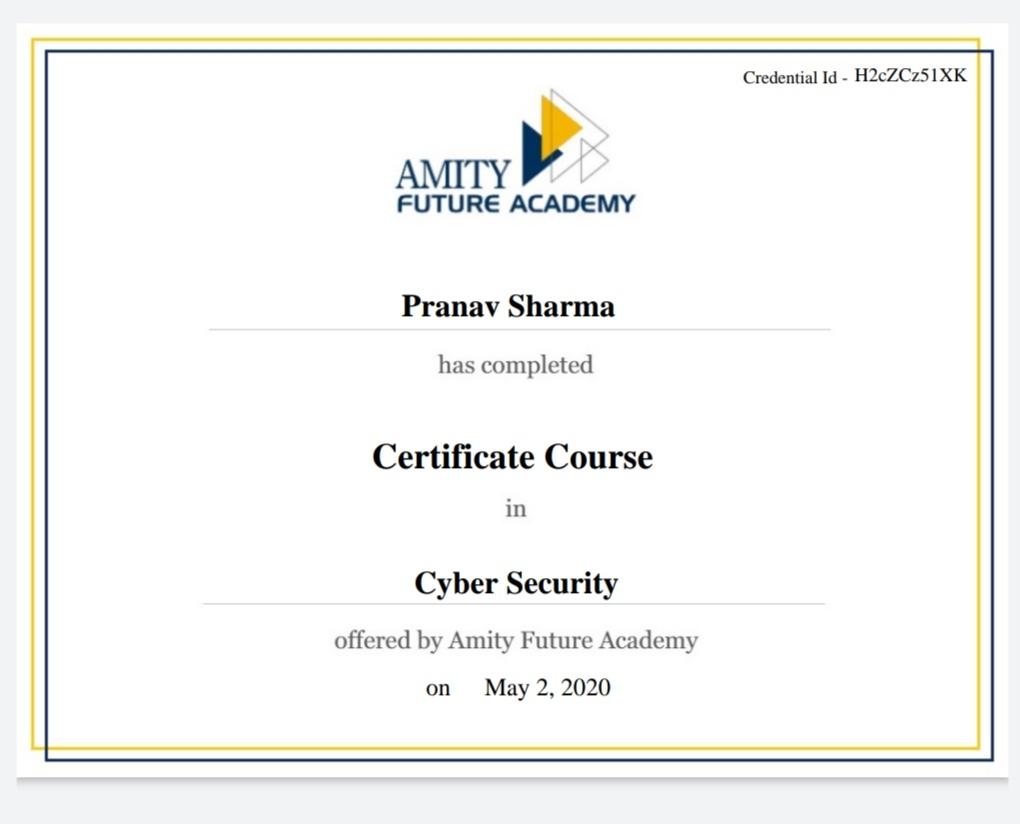 Credential Id - H2cZCz51XK
AMITY
FUTURE ACADEMY
Pranav Sharma
has completed
Certificate Course
in
Cyber Security
offered by Amity Future Academy
on May 2, 2020